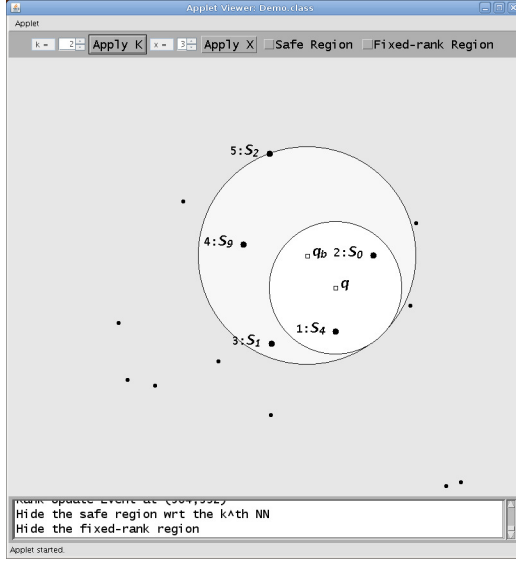 Applet Viewer: Demo.class
Applet
k = 2 Apply K x = 3 Apply X Safe Region Fixed-rank Region
5:S2
4:S9
qb 2:S0
q
1:S4
3:S1
Hide the safe region wrt the k^th NN
Hide the fixed-rank region
Applet started.